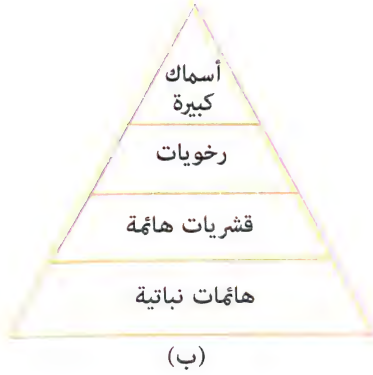 أسماك
كبيرة
رخويات
قشريات هائمة
هائمات نباتية
(ب)